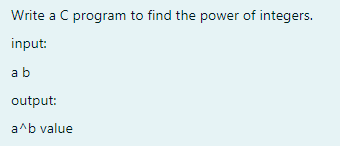 Write a C program to find the power of integers.
input:
a b
output:
a^b value